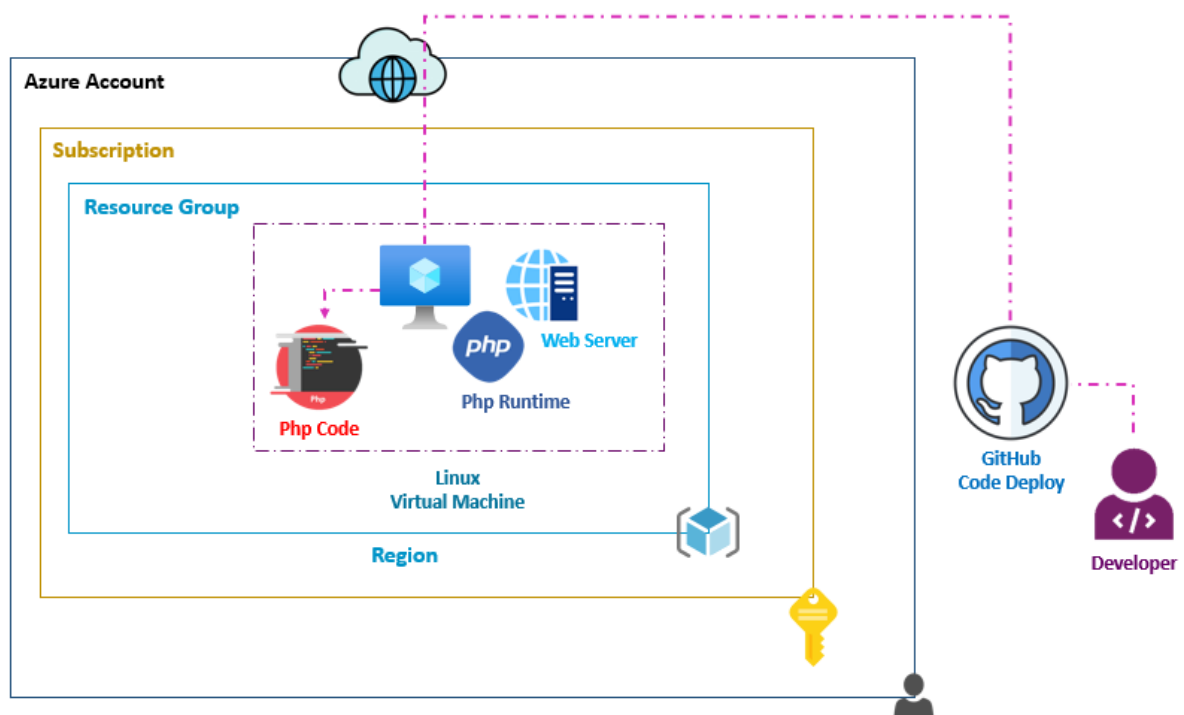 Azure Account
Subscription
Resource Group
php
Web Server
Php Runtime
Php
Php Code
Linux
Virtual Machine
Region
GitHub
Code Deploy
</>
Developer